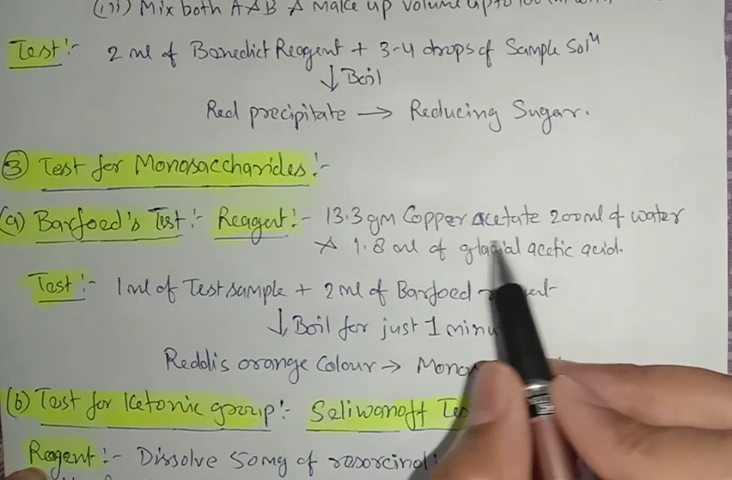 (iii) Mix both A & B & Make up volume upto
Test:- 2 ml of Benedict Reagent + 3-4 drops of Sample Solⁿ
↓ Boil
Red precipitate → Reducing Sugar.
③ Test for Monosaccharides:-
(a) Barfoed's Test:- Reagent:- 13.3 gm Copper acetate 200 ml of water
& 1.8 ml of glacial acetic acid.
Test:- 1 ml of Test sample + 2 ml of Barfoed
↓ Boil for just 1 minu
Reddis orange Colour → Mono
(b) Test for Ketonic group:- Seliwanoff Te
Reagent:- Dissolve 50 mg of resorcinol